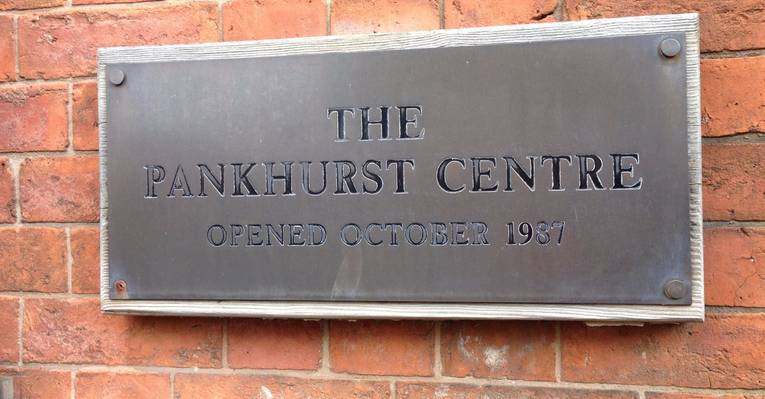 THE
PANKHURST CENTRE
OPENED OCTOBER 1987